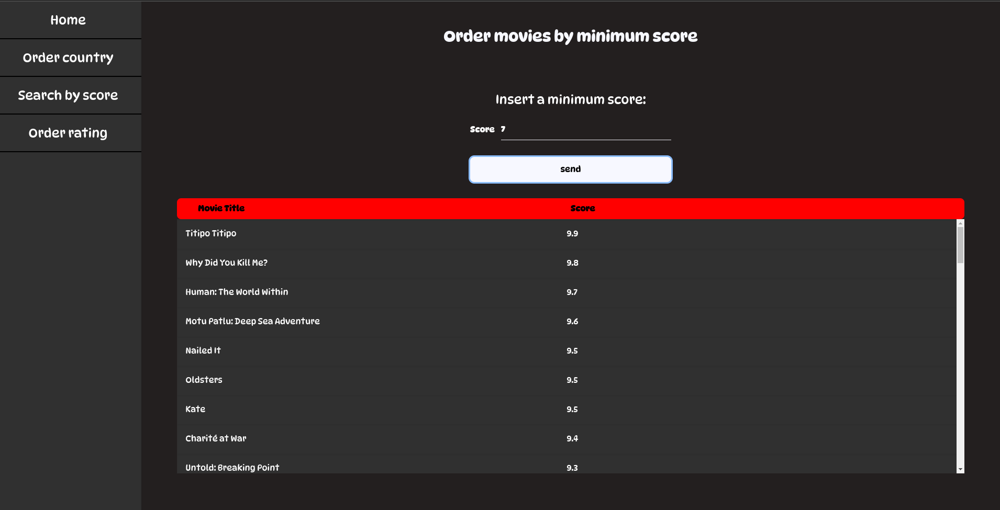 Home
Order country
Search by score
Order rating
Order movies by minimum score
Insert a minimum score:
Score 7
send
Movie Title Score
Titipo Titipo 9.9
Why Did You Kill Me? 9.8
Human: The World Within 9.7
Motu Patlu: Deep Sea Adventure 9.6
Nailed It 9.5
Oldsters 9.5
Kate 9.5
Charité at War 9.4
Untold: Breaking Point 9.3